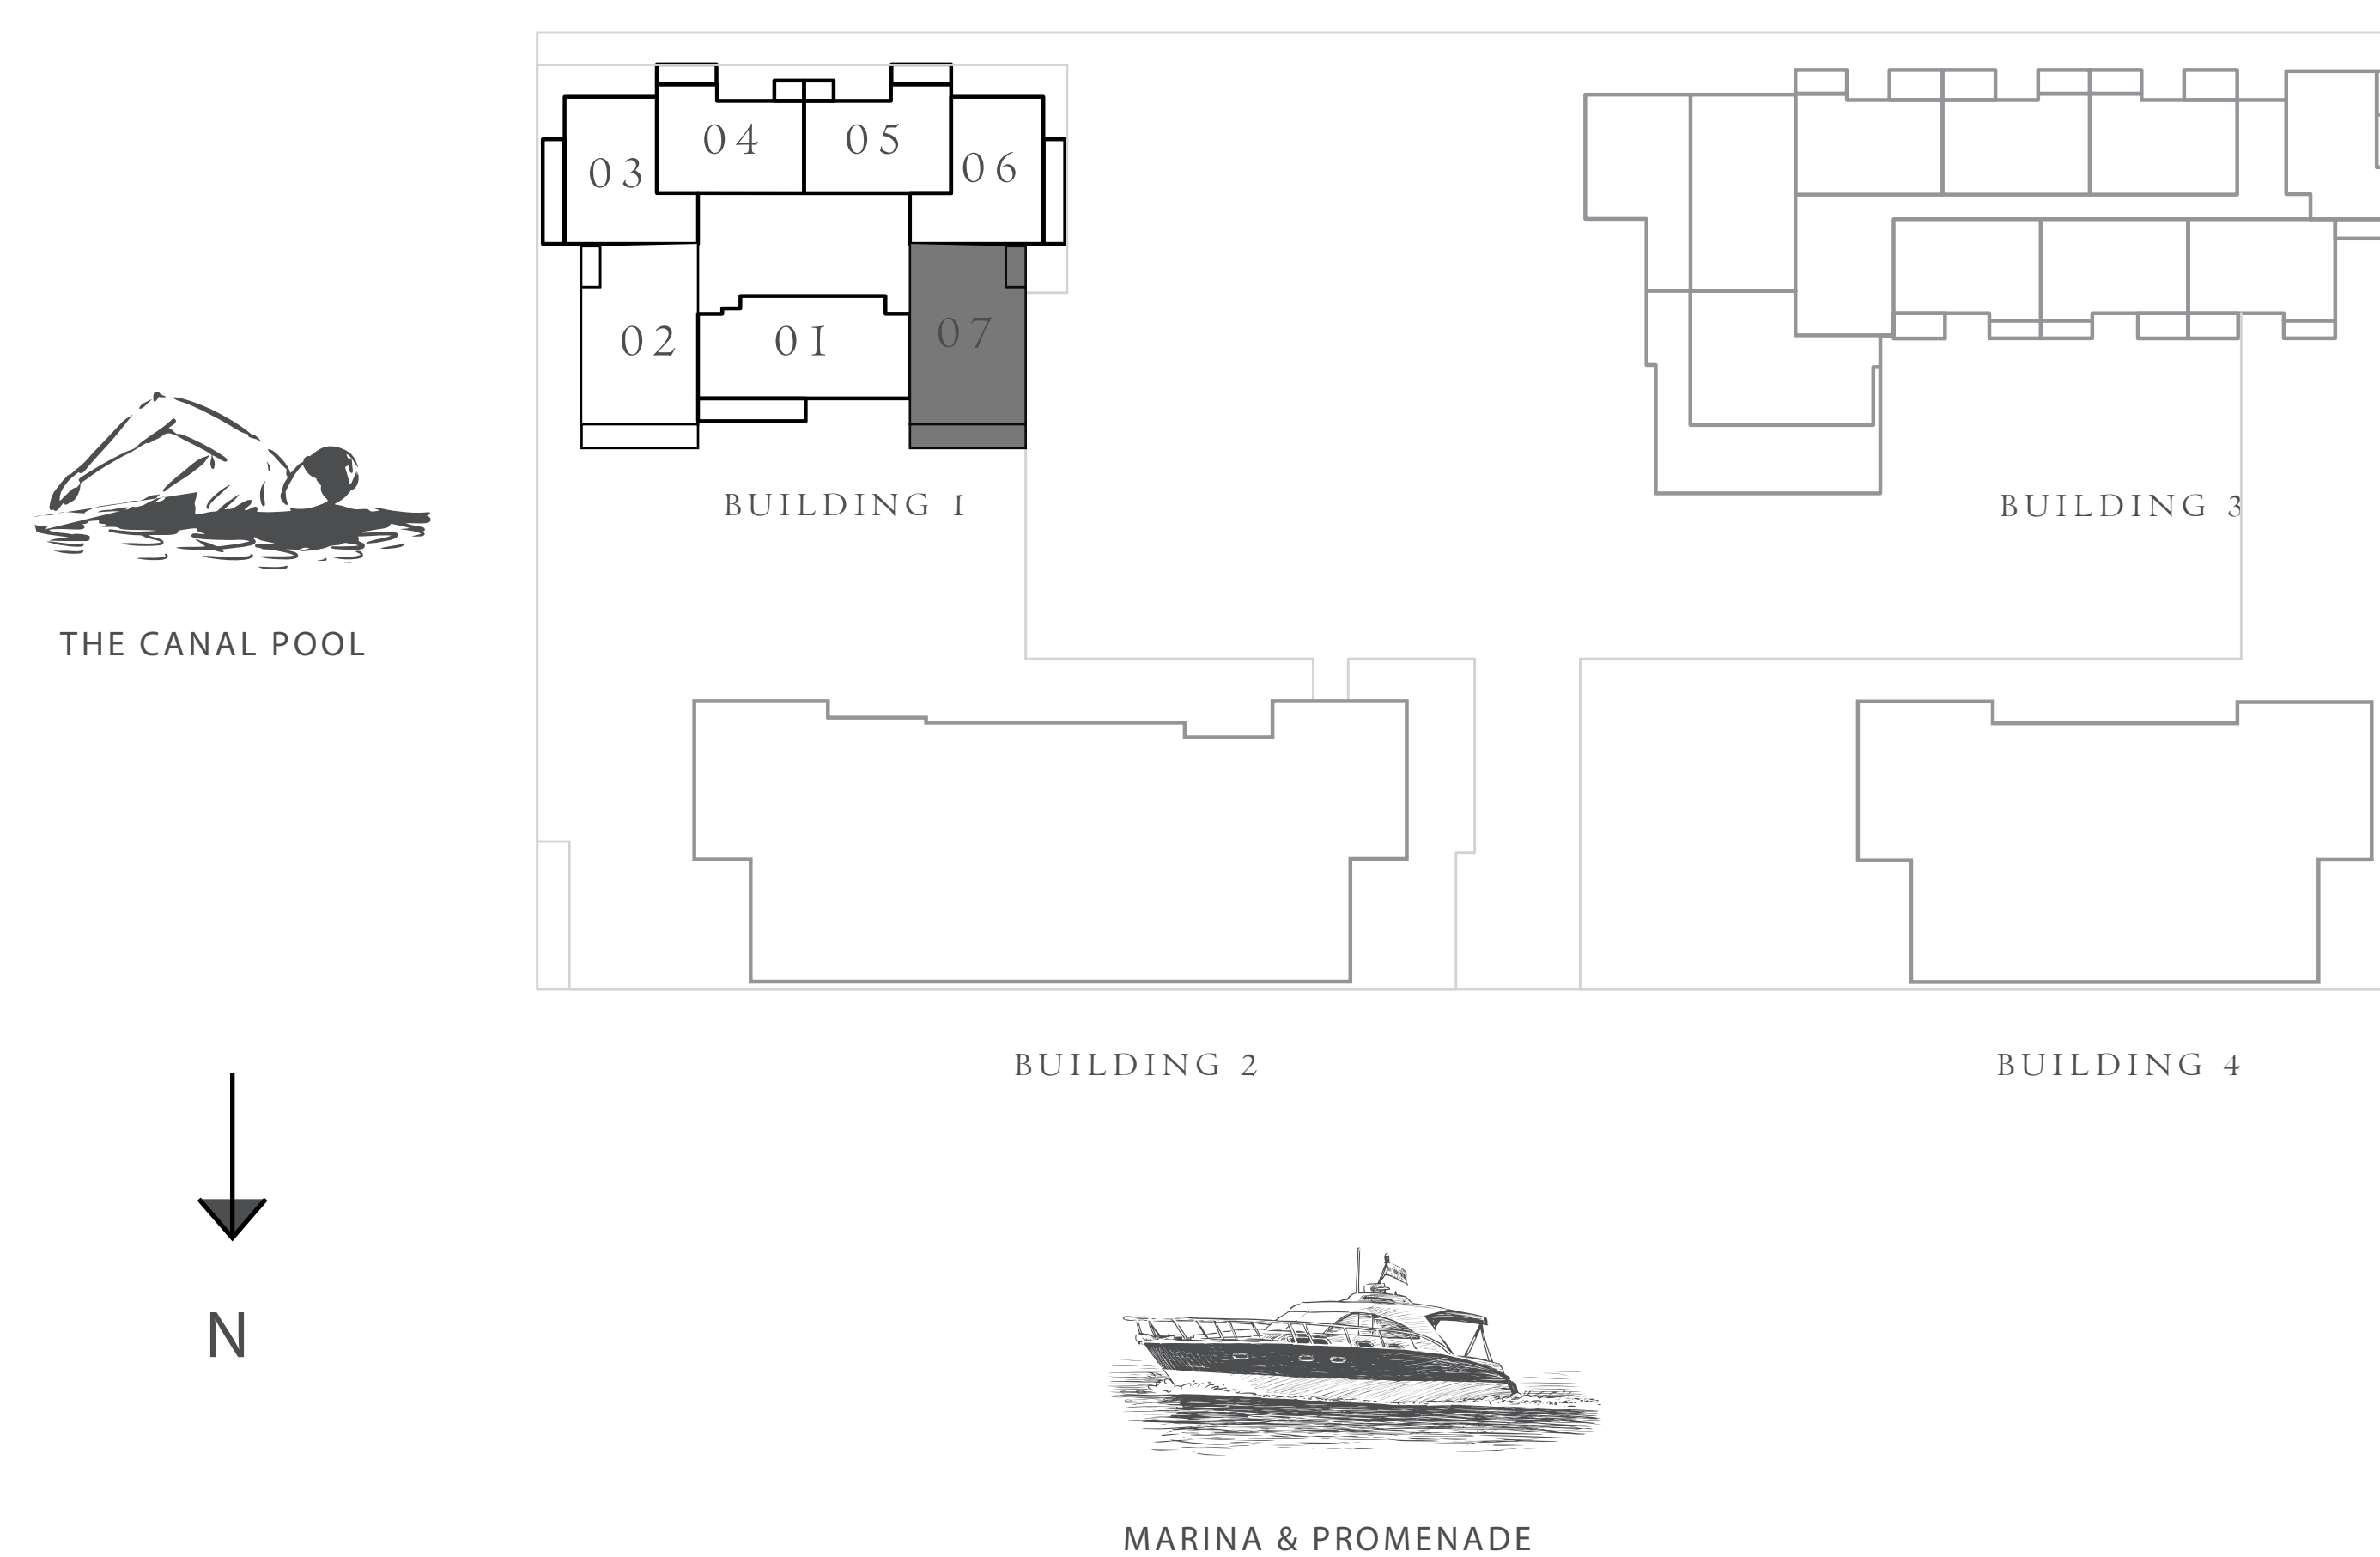 04 05
03 06
02 01 07
BUILDING 1
BUILDING 3
THE CANAL POOL
BUILDING 2
BUILDING 4
N
MARINA & PROMENADE